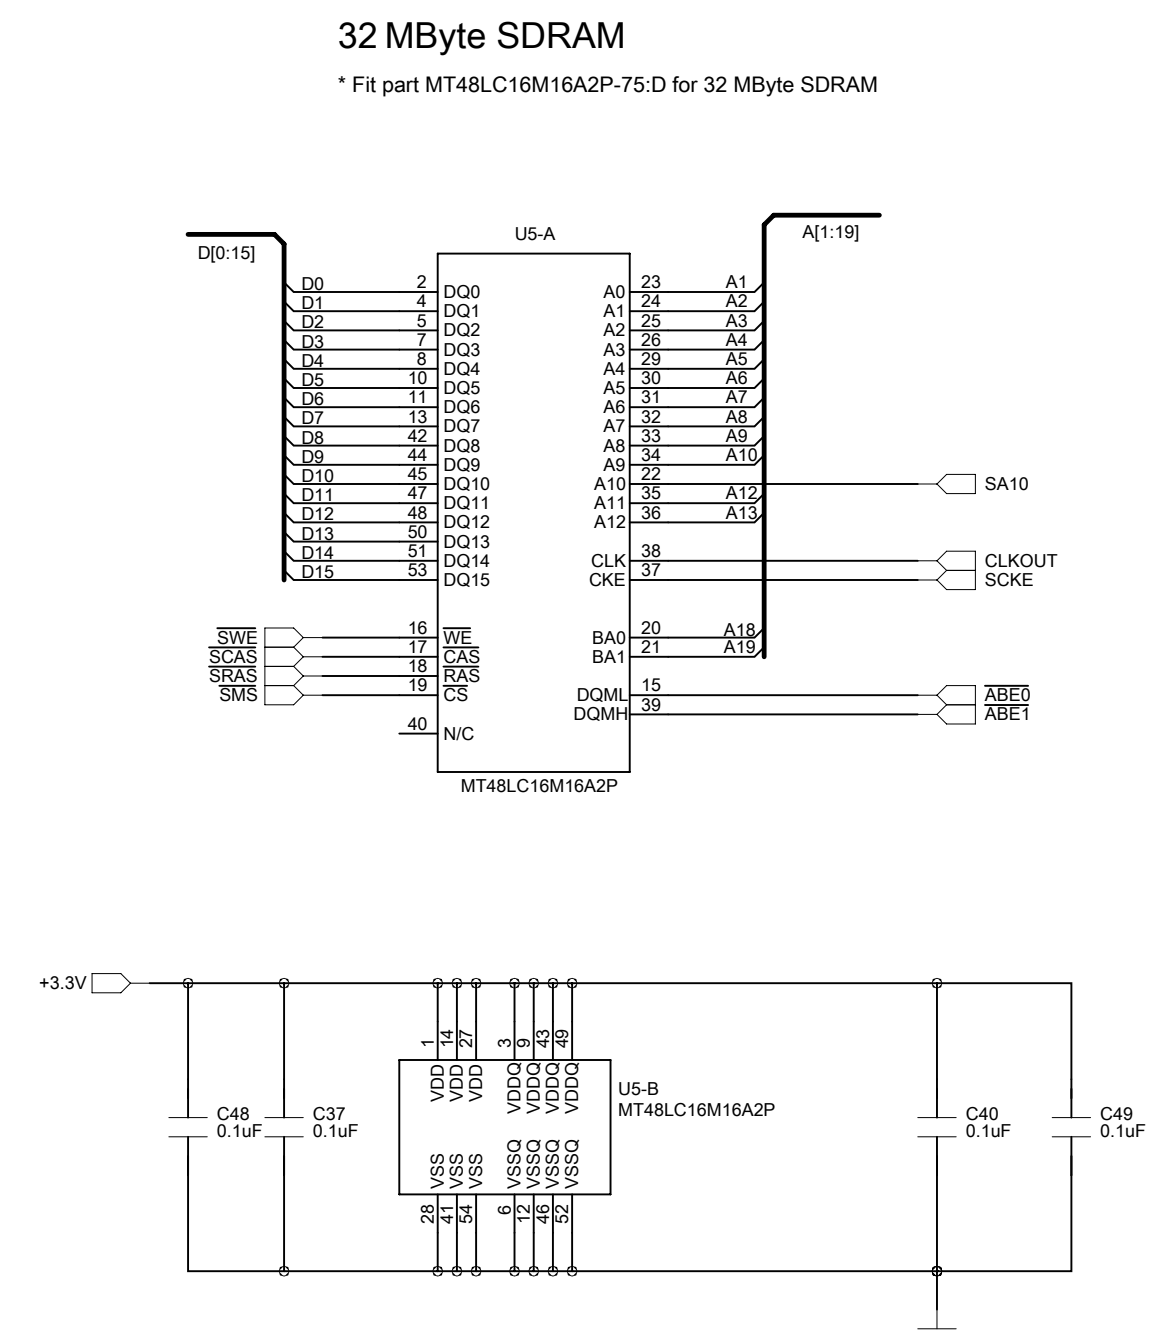 32 MByte SDRAM
* Fit part MT48LC16M16A2P-75:D for 32 MByte SDRAM
U5-A
D[0:15]
A[1:19]
D0 2 DQ0 A0 23 A1
D1 4 DQ1 A1 24 A2
D2 5 DQ2 A2 25 A3
D3 7 DQ3 A3 26 A4
D4 8 DQ4 A4 29 A5
D5 10 DQ5 A5 30 A6
D6 11 DQ6 A6 31 A7
D7 13 DQ7 A7 32 A8
D8 42 DQ8 A8 33 A9
D9 44 DQ9 A9 34 A10
D10 45 DQ10 A10 22 SA10
D11 47 DQ11 A11 35 A12
D12 48 DQ12 A12 36 A13
D13 50 DQ13
D14 51 DQ14 CLK 38 CLKOUT
D15 53 DQ15 CKE 37 SCKE
SWE 16 WE BA0 20 A18
SCAS 17 CAS BA1 21 A19
SRAS 18 RAS
SMS 19 CS DQML 15 ABE0
DQMH 39 ABE1
40 N/C
MT48LC16M16A2P
+3.3V
1 14 27 3 9 43 49
VDD VDD VDD VDDQ VDDQ VDDQ VDDQ
U5-B
MT48LC16M16A2P
C48
0.1uF
C37
0.1uF
C40
0.1uF
C49
0.1uF
VSS VSS VSS VSSQ VSSQ VSSQ VSSQ
28 41 54 6 12 46 52